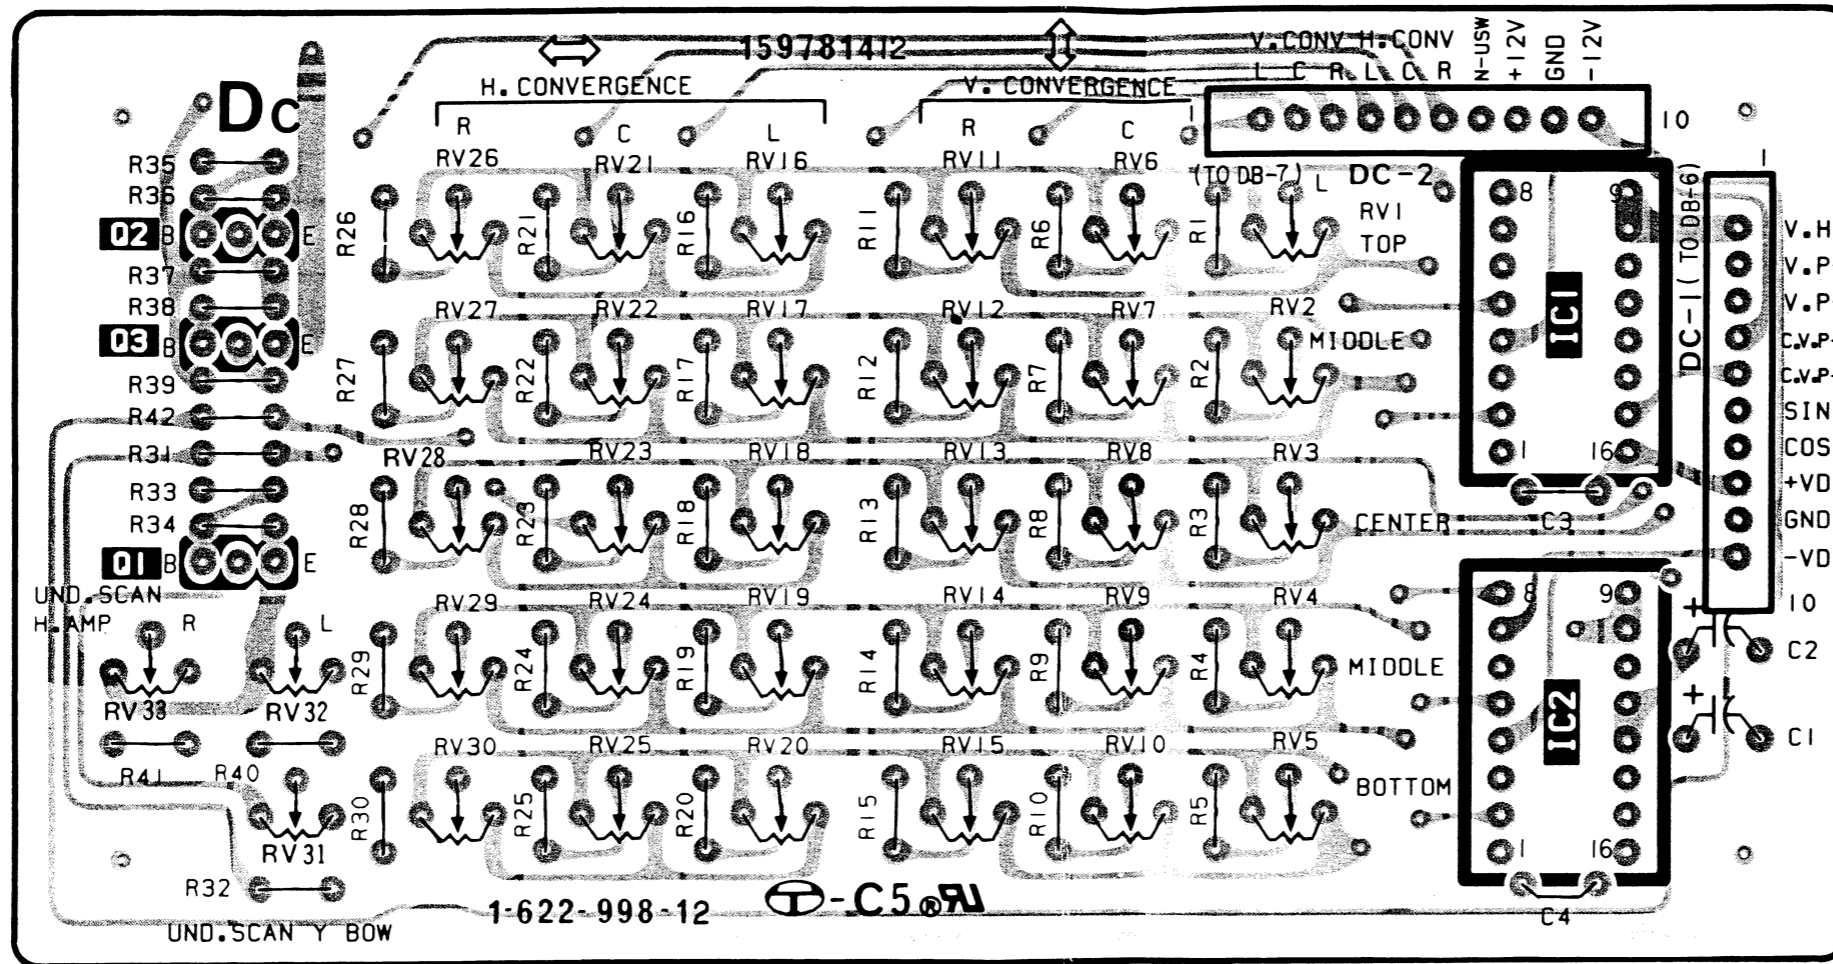 159781412
V.CONV H.CONV
N-USW
+12V
GND
-12V
L C R L C R
H. CONVERGENCE
V. CONVERGENCE
Dc
R C L R C
1 10
R35 RV26 RV21 RV16 RV11 RV6
(TO DB-7) L DC-2
R36
Q2 B E
R26 R21 R16 R11 R6 R1
RV1
TOP
8 9
1
V.H
R37
V.P
R38
V.P
RV27 RV22 RV17 RV12 RV7 RV2
IC1
DC-1 (TO DB-6)
Q3 B E
MIDDLE
C.V.P-
R39
R27 R22 R17 R12 R7 R2
C.V.P-
R42
SIN
R31
RV28 RV23 RV18 RV13 RV8 RV3
1 16
COS
R33
+VD
R34
R28 R23 R18 R13 R8 R3
CENTER
C3
GND
Q1 B E
-VD
UND.SCAN
H.AMP R L
RV29 RV24 RV19 RV14 RV9 RV4
8 9
10
R29 R24 R19 R14 R9 R4
MIDDLE
+ C2
RV33 RV32
IC2
+ C1
RV30 RV25 RV20 RV15 RV10 RV5
R41 R40
BOTTOM
R30 R25 R20 R15 R10 R5
RV31
1 16
R32
1-622-998-12
T-C5®RU
C4
UND.SCAN Y BOW